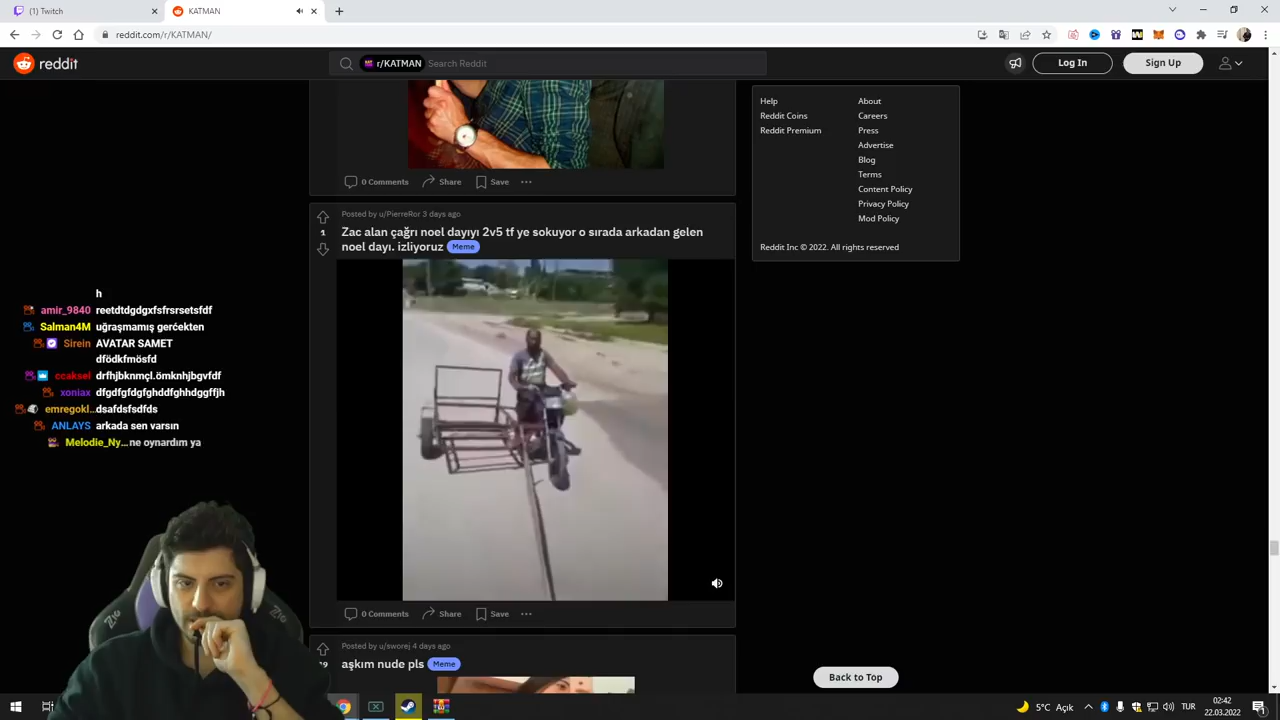 (1) Twitch
KATMAN
reddit.com/r/KATMAN/
reddit
r/KATMAN Search Reddit
Log In
Sign Up
0 Comments Share Save
Help
Reddit Coins
Reddit Premium
About
Careers
Press
Advertise
Blog
Terms
Content Policy
Privacy Policy
Mod Policy
Reddit Inc © 2022. All rights reserved
Posted by u/PierreRor 3 days ago
1
Zac alan çağrı noel dayıyı 2v5 tf ye sokuyor o sırada arkadan gelen
noel dayı. izliyoruz Meme
h
amir_9840 reetdtdgdgxfsfrsrsetsfdf
Salman4M uğraşmamış gerćekten
Sirein AVATAR SAMET
dfödkfmösfd
ccaksel drfhjbknmçl.ömknhjbgvfdf
xoniax dfgdfgfdgfghddfghhdggffjh
emregokl... dsafdsfsdfds
ANLAYS arkada sen varsın
Melodie_Ny... ne oynardım ya
0 Comments Share Save
Posted by u/sworej 4 days ago
aşkım nude pls Meme
Back to Top
5°C Açık
TUR
02:42
22.03.2022